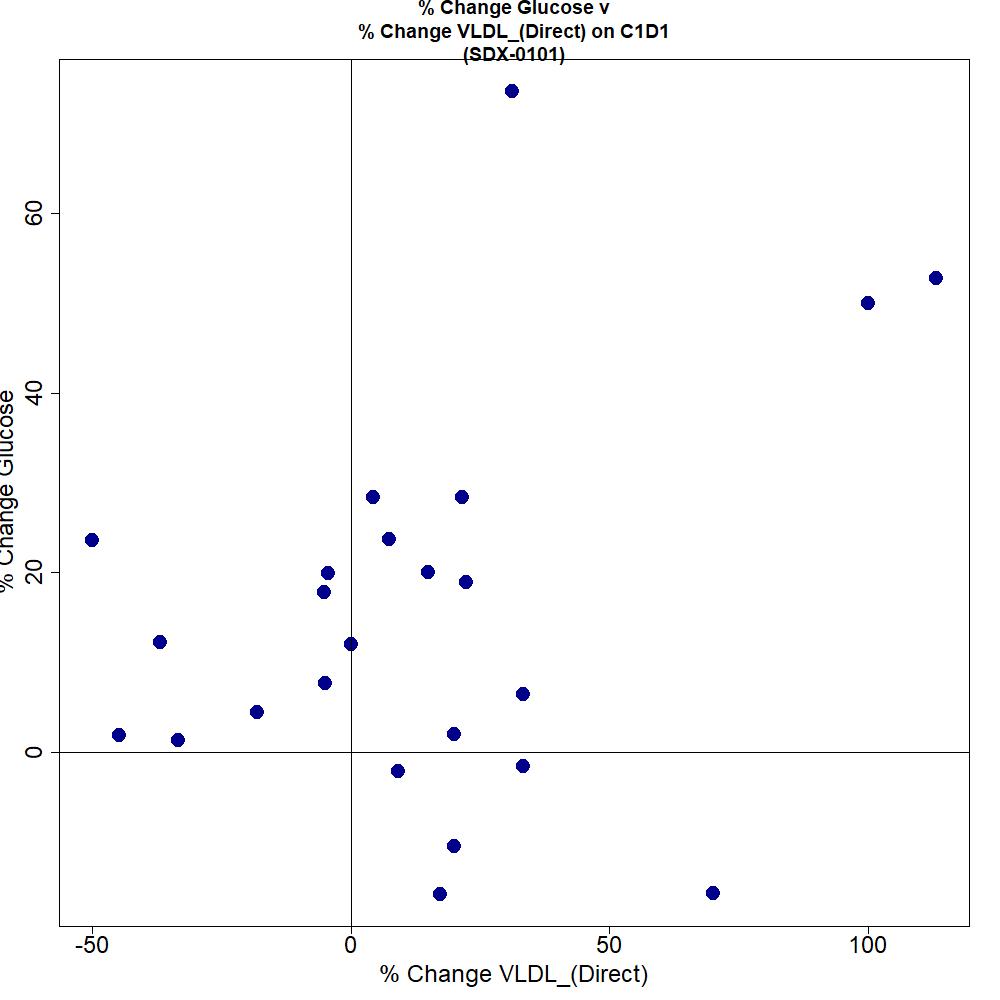 % Change Glucose v
% Change VLDL_(Direct) on C1D1
(SDX-0101)
% Change Glucose
60
40
20
0
-50
0
50
100
% Change VLDL_(Direct)